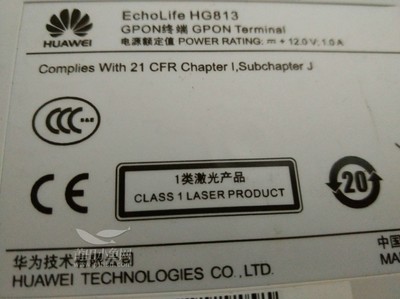 HUAWEI
EchoLife HG813
GPON终端 GPON Terminal
电源额定值 POWER RATING: ⎓ +12.0V, 1.0A
Complies With 21 CFR Chapter I,Subchapter J
CCC S&E
1类激光产品
CLASS 1 LASER PRODUCT
CE
20
华为技术有限公司
中国
HUAWEI TECHNOLOGIES CO.,LTD.
MA